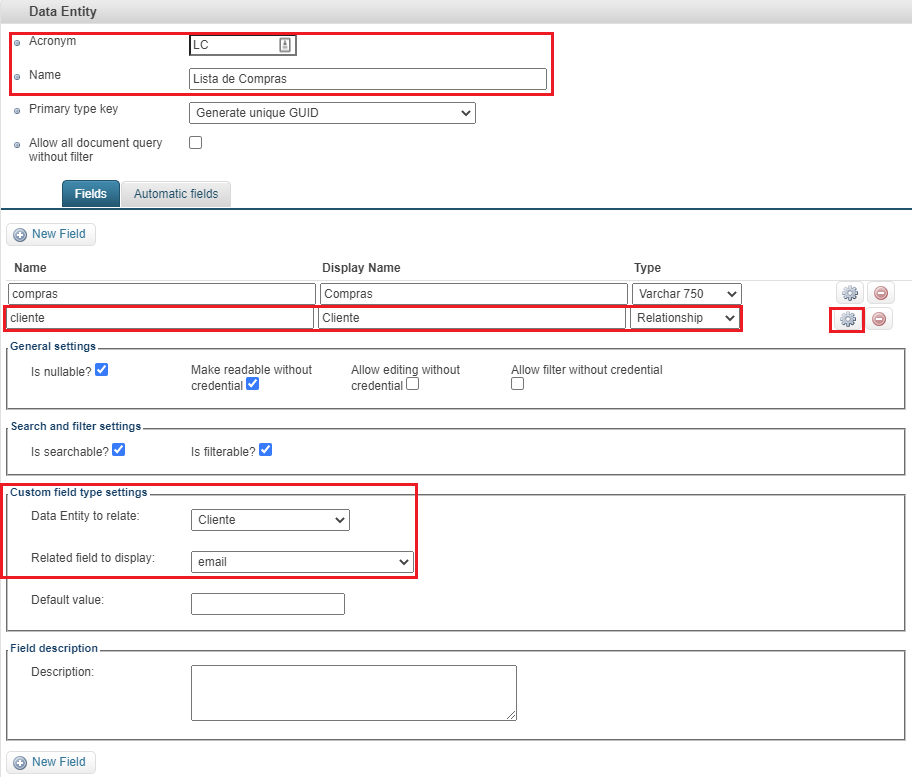 Data Entity
Acronym
LC
Name
Lista de Compras
Primary type key
Generate unique GUID
Allow all document query
without filter
Fields
Automatic fields
New Field
Name Display Name Type
compras Compras Varchar 750
cliente Cliente Relationship
General settings
Is nullable?
Make readable without
credential
Allow editing without
credential
Allow filter without credential
Search and filter settings
Is searchable?
Is filterable?
Custom field type settings
Data Entity to relate:
Cliente
Related field to display:
email
Default value:
Field description
Description:
New Field